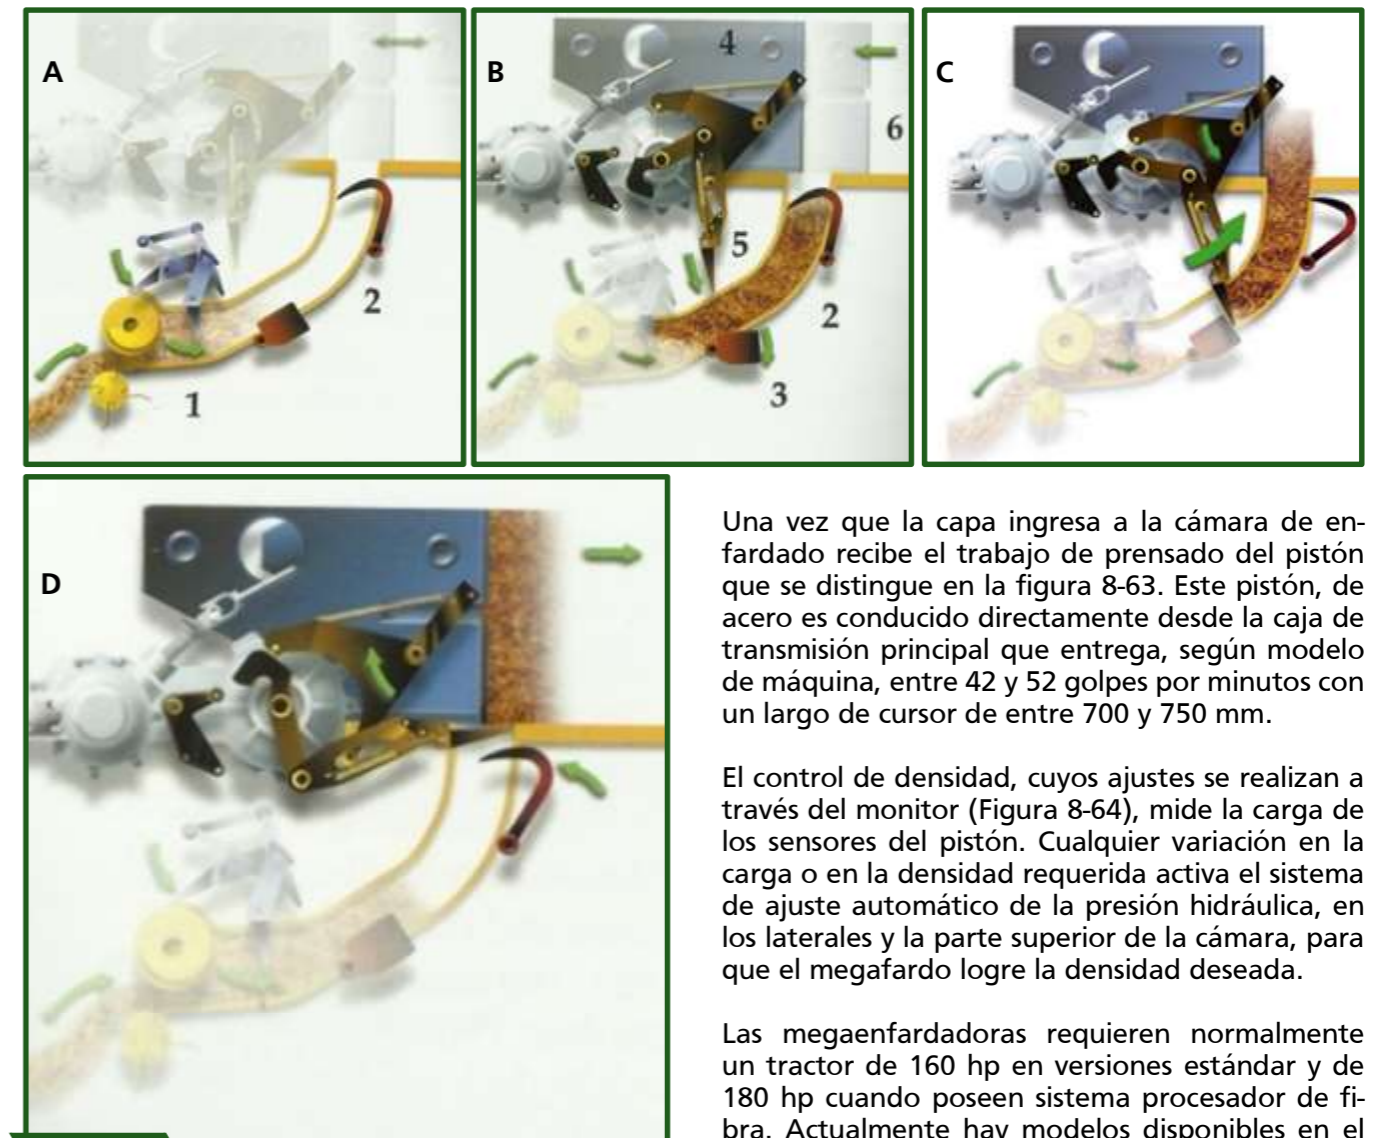 A
2
1
B
4
6
5
2
3
C
D
Una vez que la capa ingresa a la cámara de en-
fardado recibe el trabajo de prensado del pistón
que se distingue en la figura 8-63. Este pistón, de
acero es conducido directamente desde la caja de
transmisión principal que entrega, según modelo
de máquina, entre 42 y 52 golpes por minutos con
un largo de cursor de entre 700 y 750 mm.
El control de densidad, cuyos ajustes se realizan a
través del monitor (Figura 8-64), mide la carga de
los sensores del pistón. Cualquier variación en la
carga o en la densidad requerida activa el sistema
de ajuste automático de la presión hidráulica, en
los laterales y la parte superior de la cámara, para
que el megafardo logre la densidad deseada.
Las megaenfardadoras requieren normalmente
un tractor de 160 hp en versiones estándar y de
180 hp cuando poseen sistema procesador de fi-
bra. Actualmente hay modelos disponibles en el